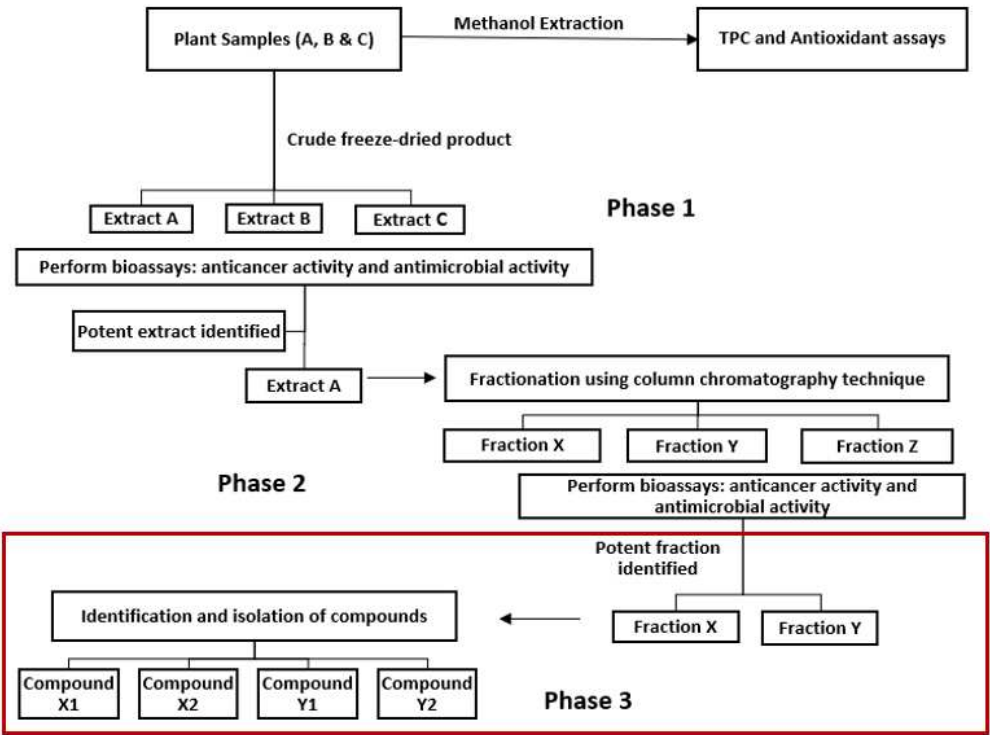 Plant Samples (A, B & C)
Methanol Extraction
TPC and Antioxidant assays
Crude freeze-dried product
Extract A
Extract B
Extract C
Phase 1
Perform bioassays: anticancer activity and antimicrobial activity
Potent extract identified
Extract A
Fractionation using column chromatography technique
Fraction X
Fraction Y
Fraction Z
Phase 2
Perform bioassays: anticancer activity and
antimicrobial activity
Potent fraction
identified
Fraction X
Fraction Y
Identification and isolation of compounds
Compound
X1
Compound
X2
Compound
Y1
Compound
Y2
Phase 3